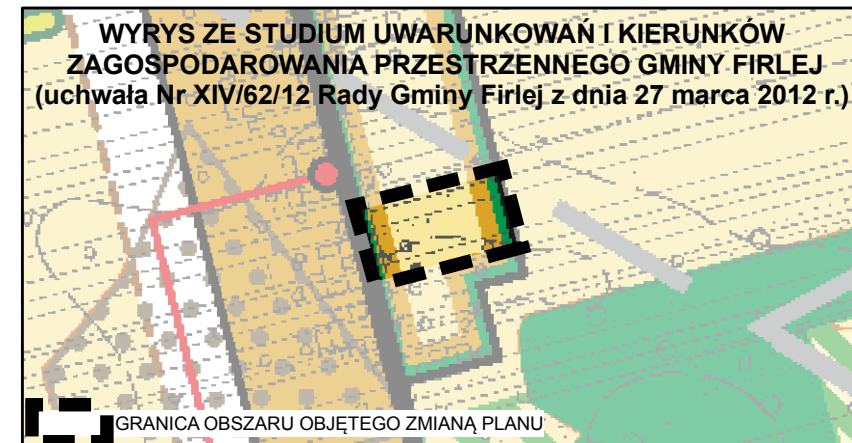 WYRYS ZE STUDIUM UWARUNKOWAŃ I KIERUNKÓW
ZAGOSPODAROWANIA PRZESTRZENNEGO GMINY FIRLEJ
(uchwała Nr XIV/62/12 Rady Gminy Firlej z dnia 27 marca 2012 r.)
GRANICA OBSZARU OBJĘTEGO ZMIANĄ PLANU